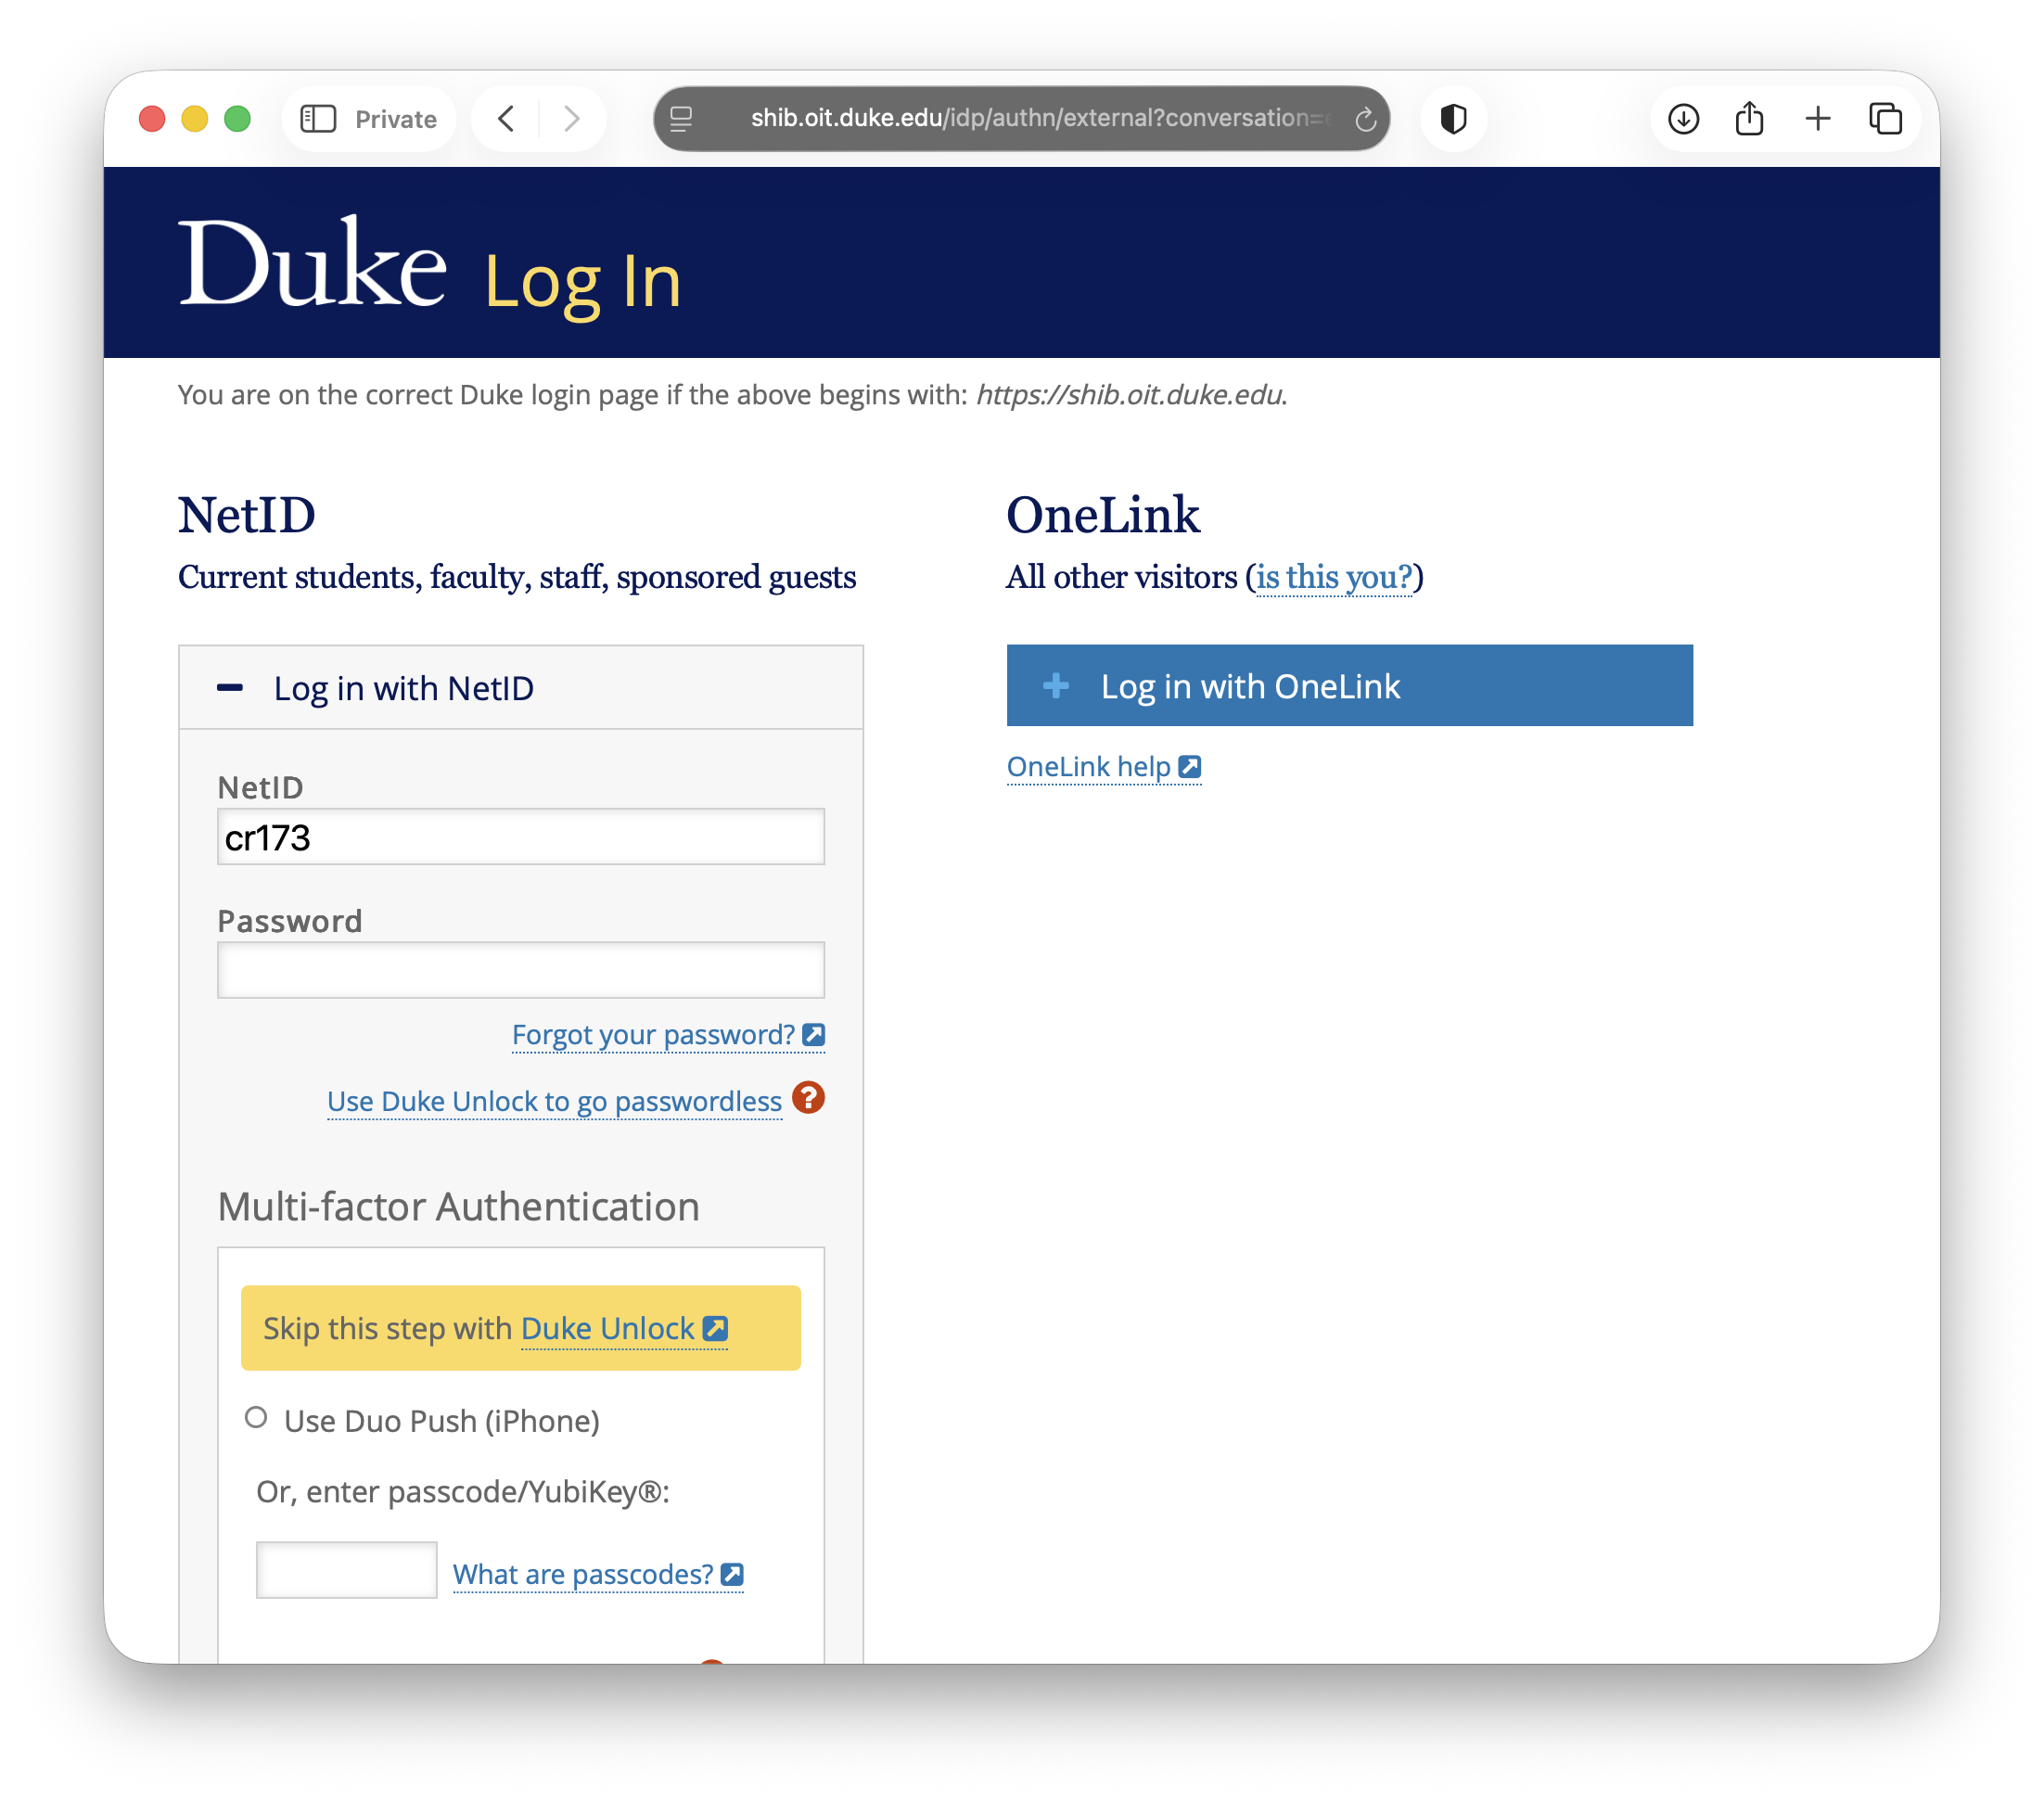 Private
shib.oit.duke.edu/idp/authn/external?conversation=
Duke Log In
You are on the correct Duke login page if the above begins with: https://shib.oit.duke.edu.
NetID
Current students, faculty, staff, sponsored guests
Log in with NetID
NetID
cr173
Password
Forgot your password?
Use Duke Unlock to go passwordless ?
Multi-factor Authentication
Skip this step with Duke Unlock
Use Duo Push (iPhone)
Or, enter passcode/YubiKey®:
What are passcodes?
OneLink
All other visitors (is this you?)
Log in with OneLink
OneLink help